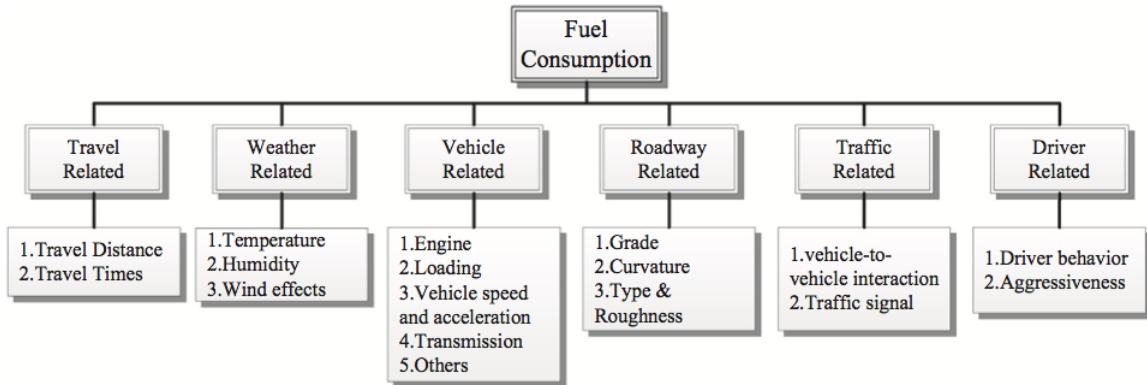 Fuel
Consumption
Travel
Related
Weather
Related
Vehicle
Related
Roadway
Related
Traffic
Related
Driver
Related
1.Travel Distance
2.Travel Times
1.Temperature
2.Humidity
3.Wind effects
1.Engine
2.Loading
3.Vehicle speed
and acceleration
4.Transmission
5.Others
1.Grade
2.Curvature
3.Type &
Roughness
1.vehicle-to-
vehicle interaction
2.Traffic signal
1.Driver behavior
2.Aggressiveness